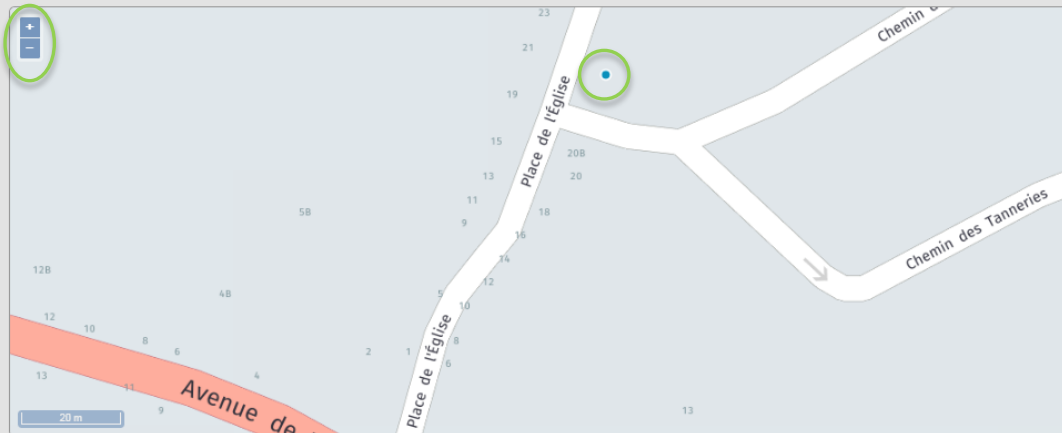 +
−
23
21
19
15
13
11
9
Place de l'Église
20B
20
18
16
14
12
5
10
8
6
1
2
Place de l'Église
5B
4B
12B
12
10
8
6
4
13
11
9
Avenue de
20 m
Chemin
Chemin des Tanneries
13